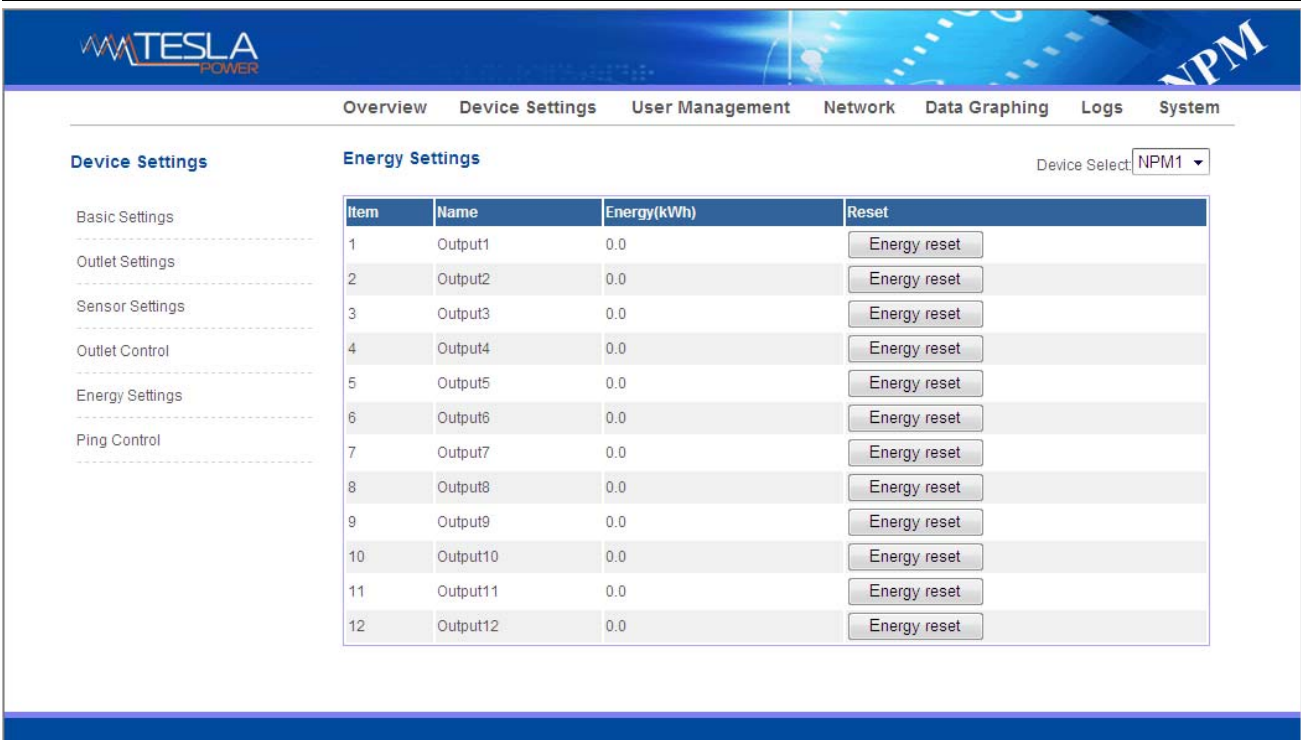 TESLA
POWER
NPM
Overview Device Settings User Management Network Data Graphing Logs System
Device Settings
Basic Settings
Outlet Settings
Sensor Settings
Outlet Control
Energy Settings
Ping Control
Energy Settings
Device Select: NPM1
Item Name Energy(kWh) Reset
1 Output1 0.0 Energy reset
2 Output2 0.0 Energy reset
3 Output3 0.0 Energy reset
4 Output4 0.0 Energy reset
5 Output5 0.0 Energy reset
6 Output6 0.0 Energy reset
7 Output7 0.0 Energy reset
8 Output8 0.0 Energy reset
9 Output9 0.0 Energy reset
10 Output10 0.0 Energy reset
11 Output11 0.0 Energy reset
12 Output12 0.0 Energy reset